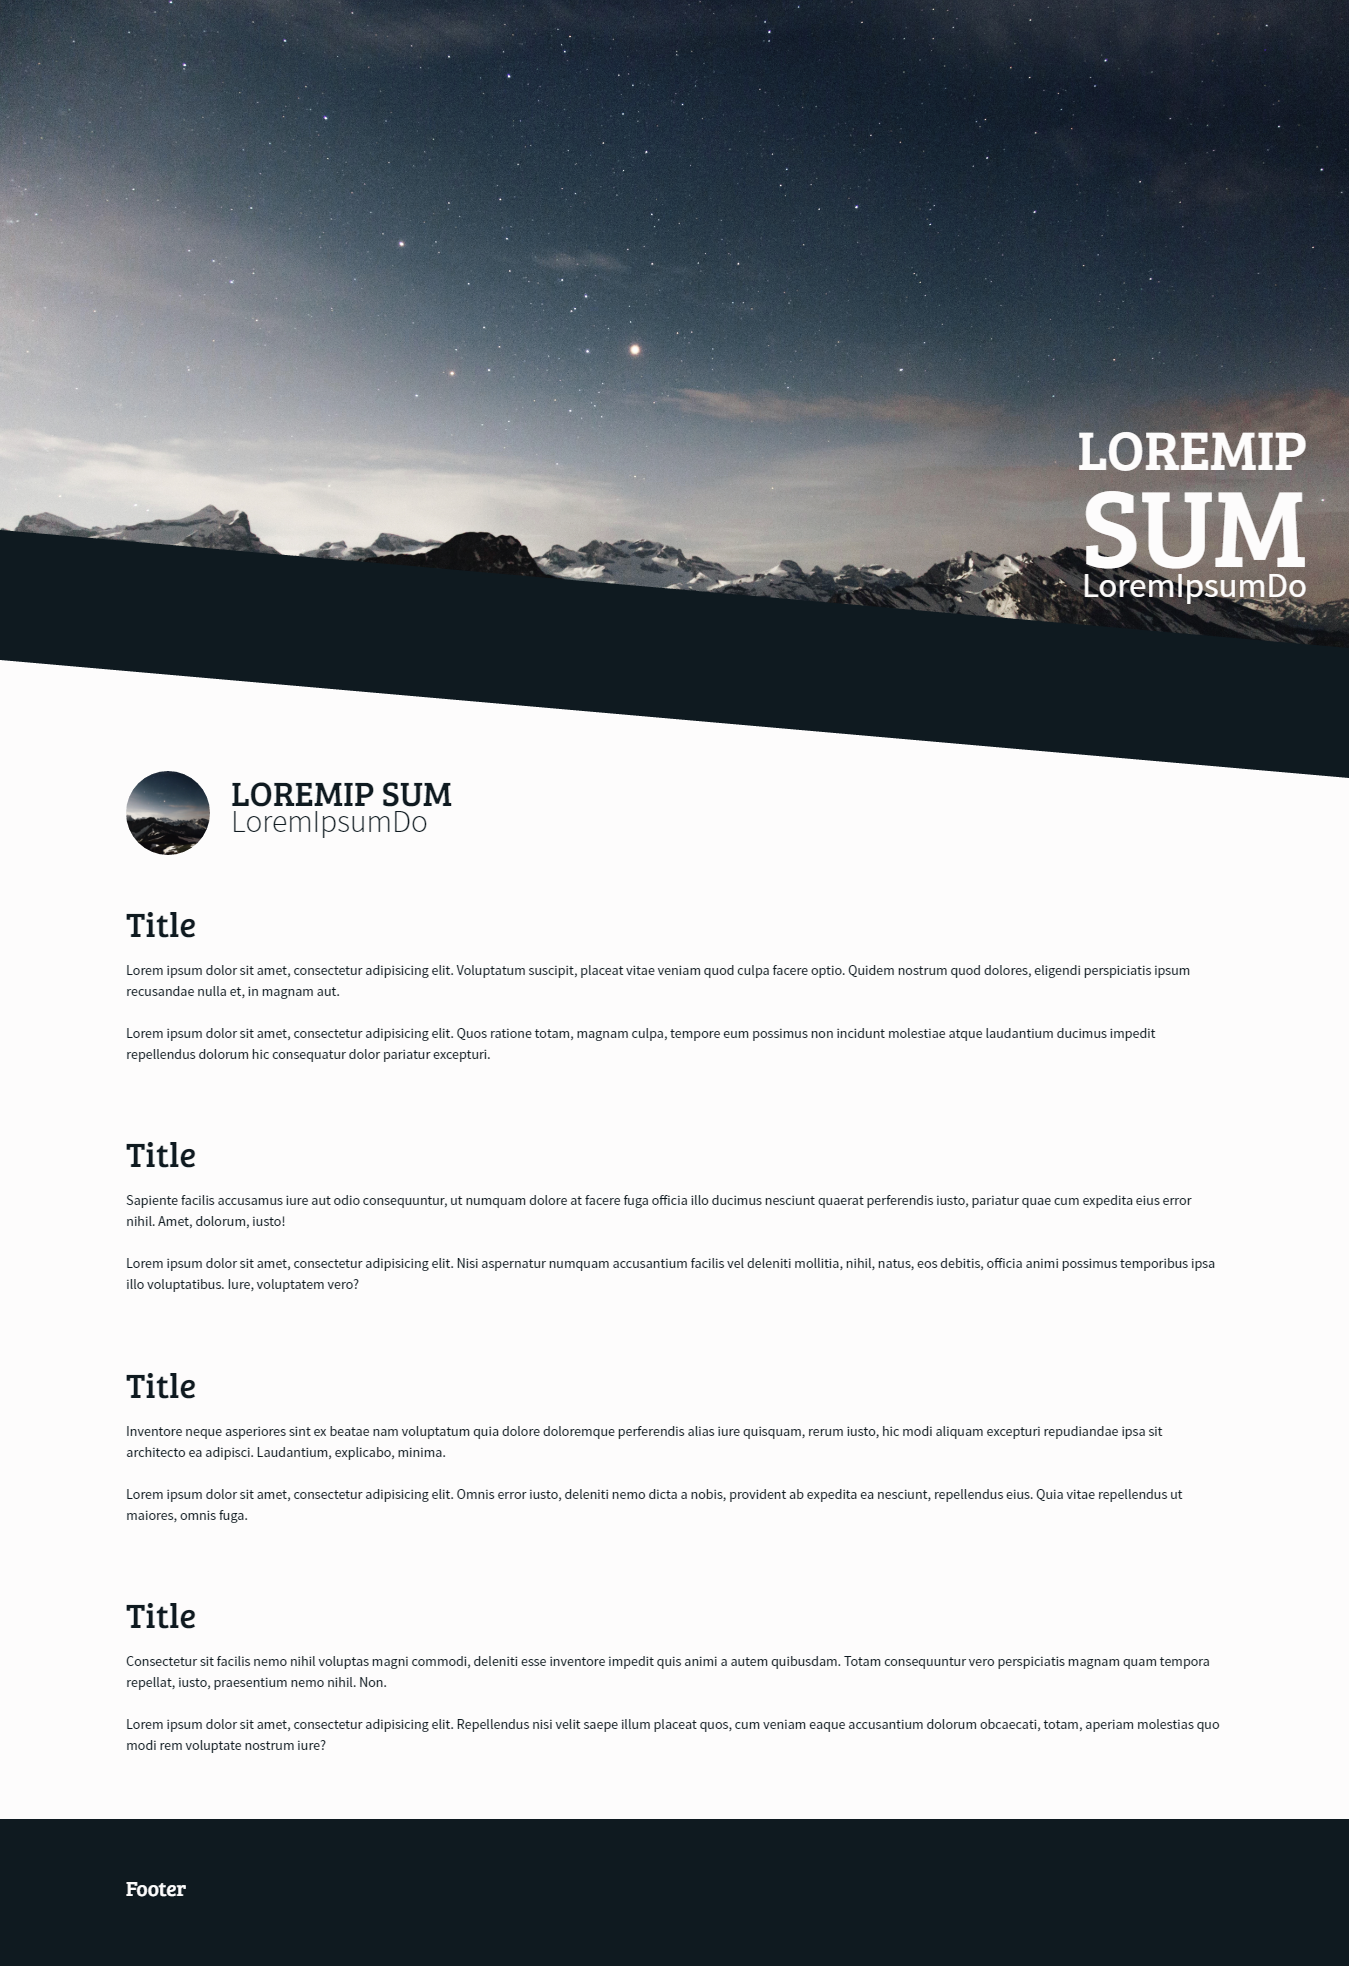 LOREMIP
SUM
LoremIpsumDo
LOREMIP SUM
LoremIpsumDo
Title
Lorem ipsum dolor sit amet, consectetur adipisicing elit. Voluptatum suscipit, placeat vitae veniam quod culpa facere optio. Quidem nostrum quod dolores, eligendi perspiciatis ipsum
recusandae nulla et, in magnam aut.
Lorem ipsum dolor sit amet, consectetur adipisicing elit. Quos ratione totam, magnam culpa, tempore eum possimus non incidunt molestiae atque laudantium ducimus impedit
repellendus dolorum hic consequatur dolor pariatur excepturi.
Title
Sapiente facilis accusamus iure aut odio consequuntur, ut numquam dolore at facere fuga officia illo ducimus nesciunt quaerat perferendis iusto, pariatur quae cum expedita eius error
nihil. Amet, dolorum, iusto!
Lorem ipsum dolor sit amet, consectetur adipisicing elit. Nisi aspernatur numquam accusantium facilis vel deleniti mollitia, nihil, natus, eos debitis, officia animi possimus temporibus ipsa
illo voluptatibus. Iure, voluptatem vero?
Title
Inventore neque asperiores sint ex beatae nam voluptatum quia dolore doloremque perferendis alias iure quisquam, rerum iusto, hic modi aliquam excepturi repudiandae ipsa sit
architecto ea adipisci. Laudantium, explicabo, minima.
Lorem ipsum dolor sit amet, consectetur adipisicing elit. Omnis error iusto, deleniti nemo dicta a nobis, provident ab expedita ea nesciunt, repellendus eius. Quia vitae repellendus ut
maiores, omnis fuga.
Title
Consectetur sit facilis nemo nihil voluptas magni commodi, deleniti esse inventore impedit quis animi a autem quibusdam. Totam consequuntur vero perspiciatis magnam quam tempora
repellat, iusto, praesentium nemo nihil. Non.
Lorem ipsum dolor sit amet, consectetur adipisicing elit. Repellendus nisi velit saepe illum placeat quos, cum veniam eaque accusantium dolorum obcaecati, totam, aperiam molestias quo
modi rem voluptate nostrum iure?
Footer